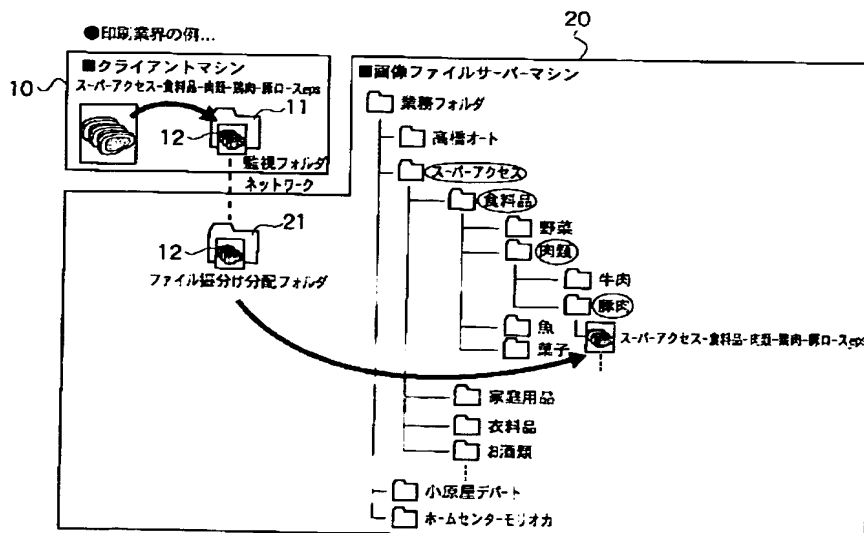 ●印刷業界の例...
20
10
■クライアントマシン
スーパーアクセス-食料品-肉類-鶏肉-豚ロースeps
11
12
監視フォルダ
ネットワーク
21
12
ファイル振分け分配フォルダ
■画像ファイルサーバーマシン
業務フォルダ
高橋オート
スーパーアクセス
食料品
野菜
肉類
牛肉
豚肉
スーパーアクセス-食料品-肉類-鶏肉-豚ロースeps
魚
菓子
家庭用品
衣料品
お酒類
小原屋デパート
ホームセンターモリオカ